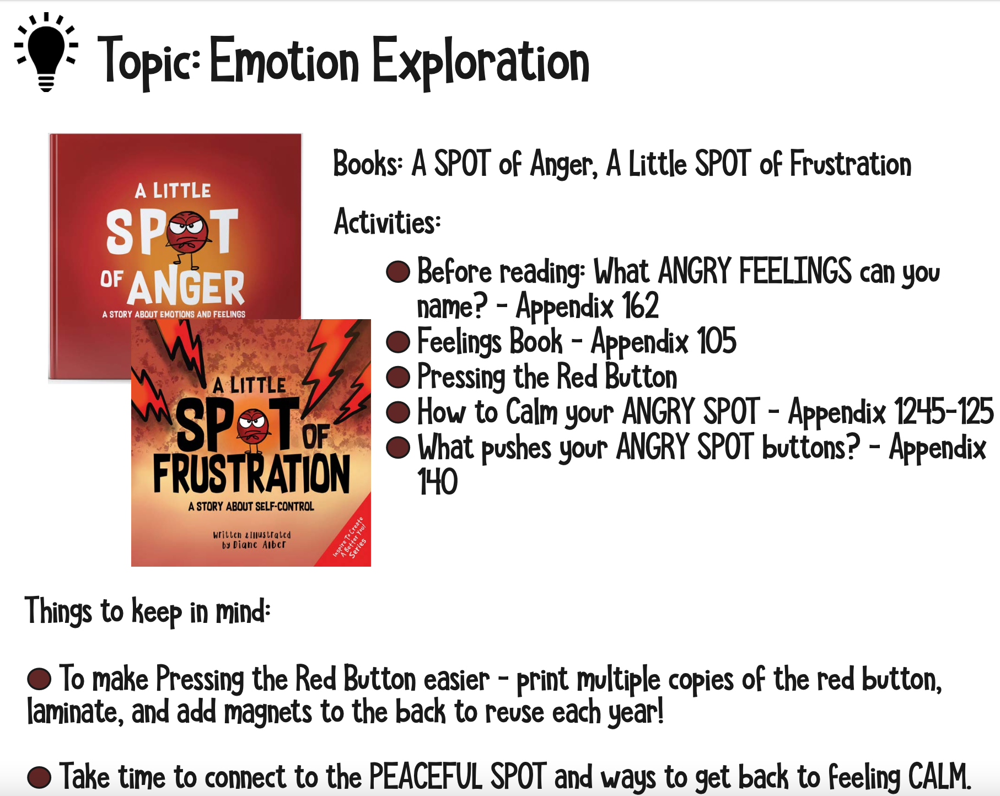 Topic: Emotion Exploration
A LITTLE
SPOT
OF ANGER
A STORY ABOUT EMOTIONS AND FEELINGS
A LITTLE
SPOT OF
FRUSTRATION
A STORY ABOUT SELF-CONTROL
Written & Illustrated
by Diane Alber
Inspire To Create
A Better You!
Series
Books: A SPOT of Anger, A Little SPOT of Frustration
Activities:
Before reading: What ANGRY FEELINGS can you
name? - Appendix 162
Feelings Book - Appendix 105
Pressing the Red Button
How to Calm your ANGRY SPOT - Appendix 1245-125
What pushes your ANGRY SPOT buttons? - Appendix
140
Things to keep in mind:
To make Pressing the Red Button easier - print multiple copies of the red button,
laminate, and add magnets to the back to reuse each year!
Take time to connect to the PEACEFUL SPOT and ways to get back to feeling CALM.